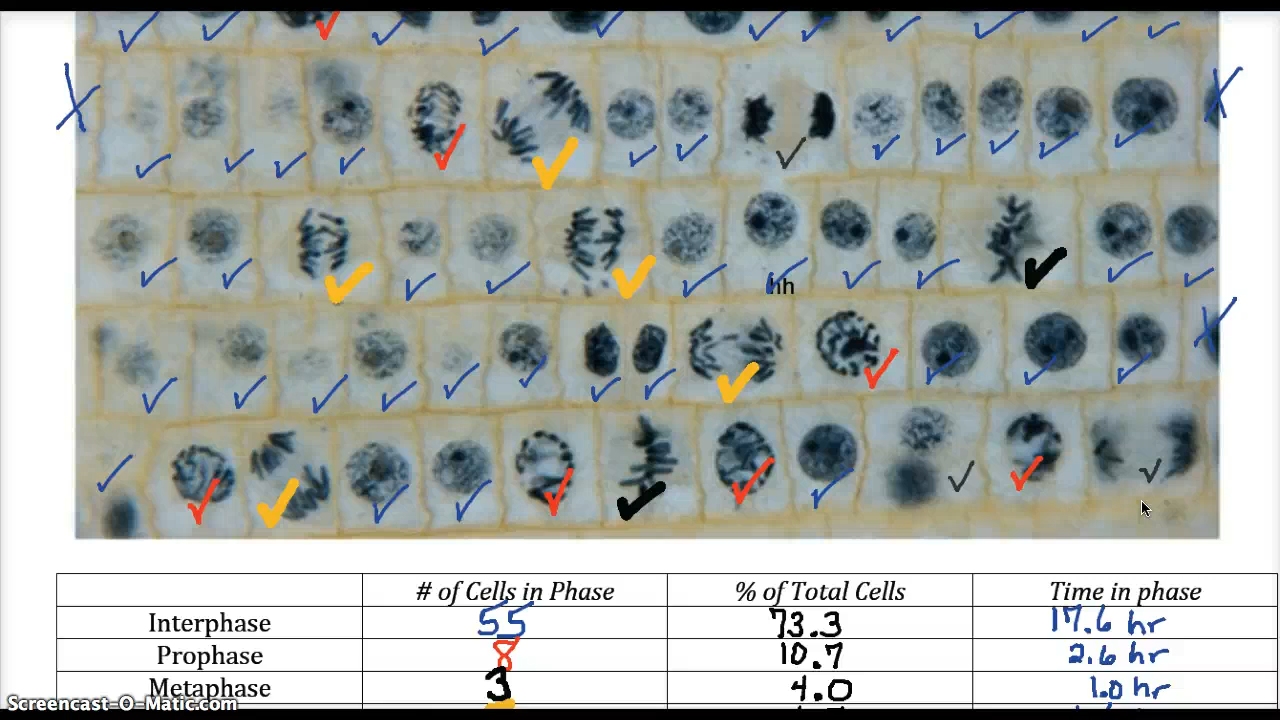 hh
# of Cells in Phase % of Total Cells Time in phase
Interphase 55 73.3 17.6 hr
Prophase 8 10.7 2.6 hr
Metaphase 3 4.0 1.0 hr
Screencast-O-Matic.com